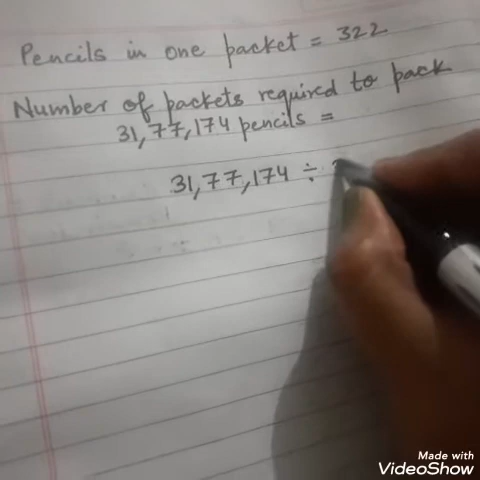 Pencils in one packet = 322
Number of packets required to pack
31,77,174 pencils =
31,77,174 ÷
Made with
VideoShow